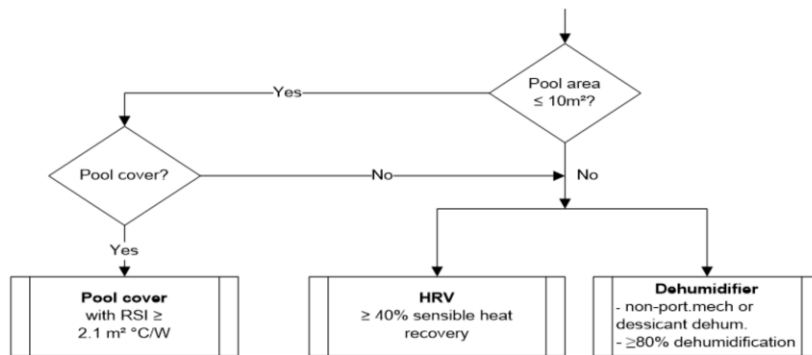 Pool area
≤ 10m²?
Yes
Pool cover?
No
No
Yes
Pool cover
with RSI ≥
2.1 m² °C/W
HRV
≥ 40% sensible heat
recovery
Dehumidifier
- non-port.mech or
dessicant dehum.
- ≥80% dehumidification